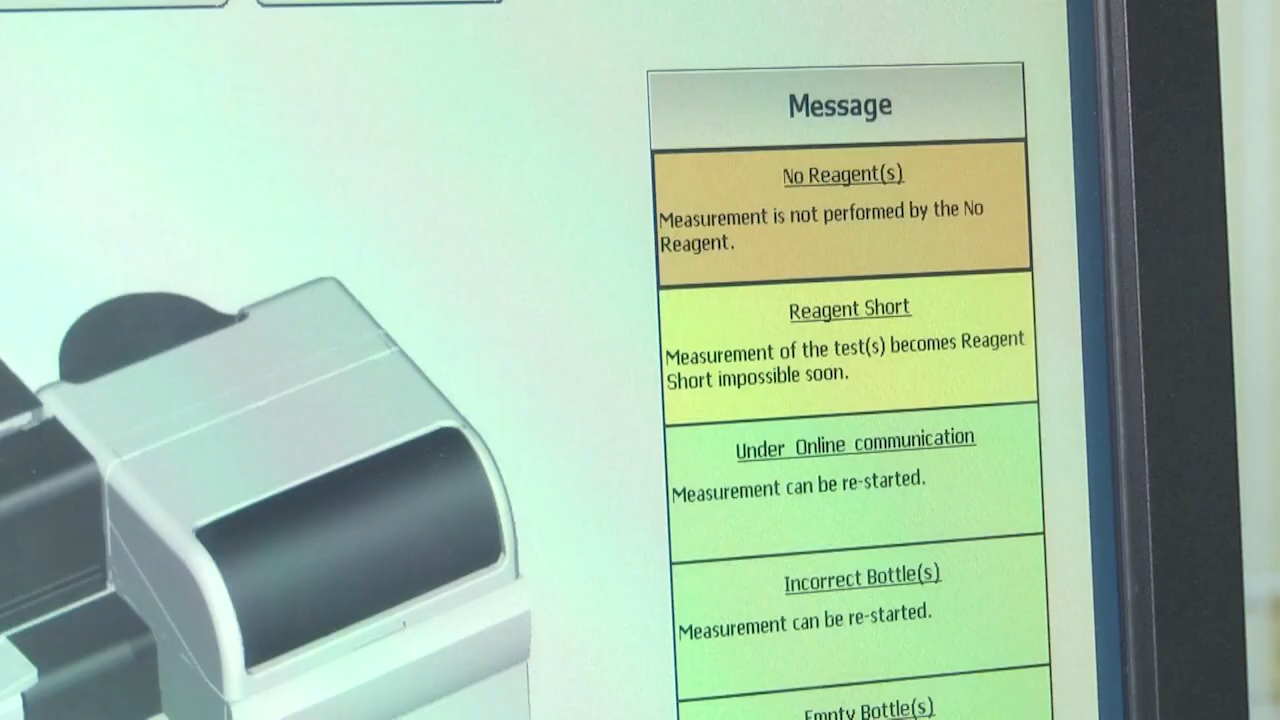 Message
No Reagent(s)
Measurement is not performed by the No
Reagent.
Reagent Short
Measurement of the test(s) becomes Reagent
Short impossible soon.
Under Online communication
Measurement can be re-started.
Incorrect Bottle(s)
Measurement can be re-started.
Empty Bottle(s)